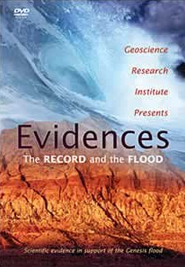 DVD
Geoscience
Research
Institute
Presents
Evidences
The RECORD and the FLOOD
Scientific evidence in support of the Genesis flood